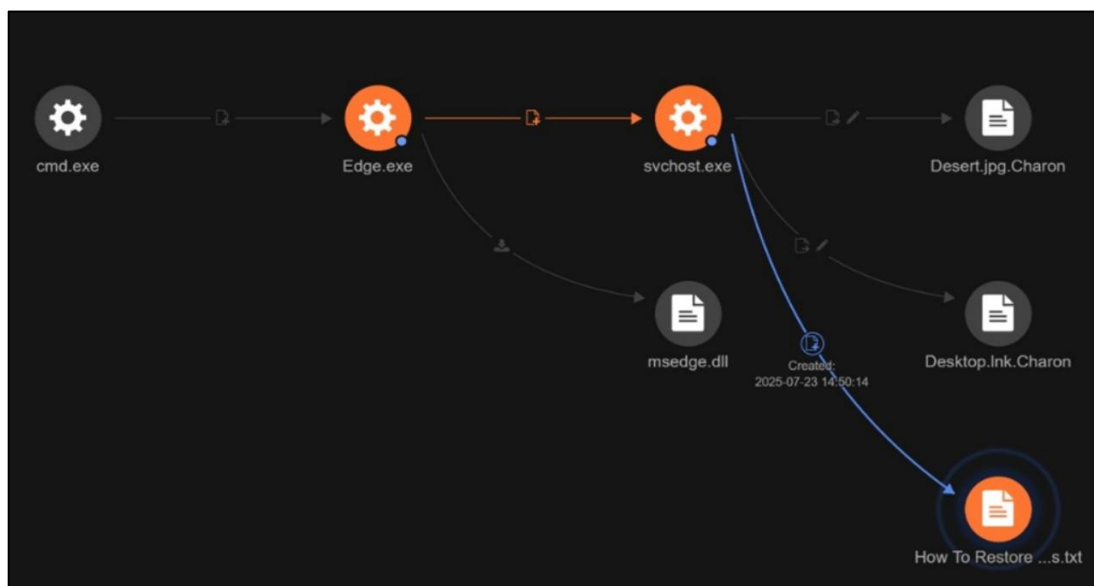 cmd.exe
Edge.exe
svchost.exe
Desert.jpg.Charon
msedge.dll
Desktop.lnk.Charon
Created:
2025-07-23 14:50:14
How To Restore ...s.txt